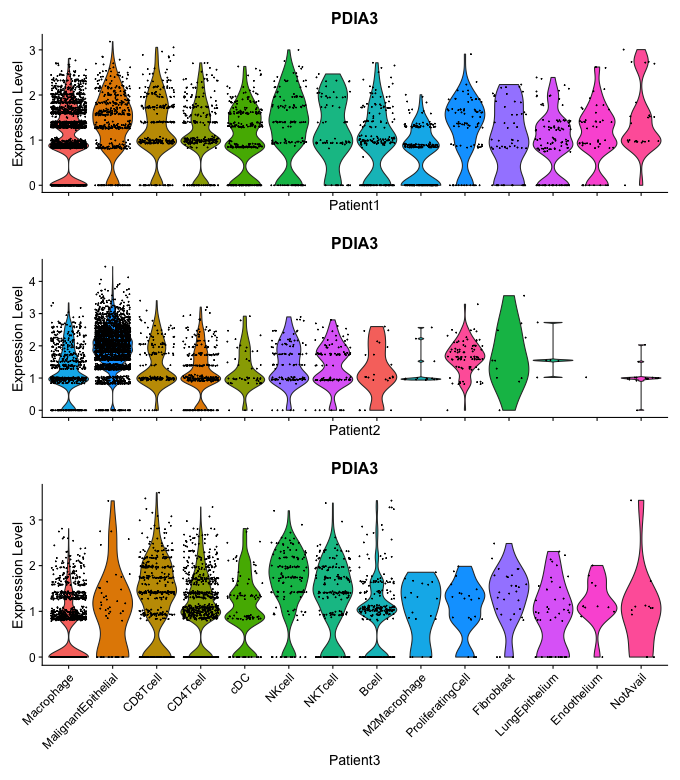 PDIA3
3
2
1
0
Expression Level
Patient1
PDIA3
4
3
2
1
0
Expression Level
Patient2
PDIA3
3
2
1
0
Expression Level
Macrophage
MalignantEpithelial
CD8Tcell
CD4Tcell
cDC
NKcell
NKTcell
Bcell
M2Macrophage
ProliferatingCell
Fibroblast
LungEpithelium
Endothelium
NotAvail
Patient3